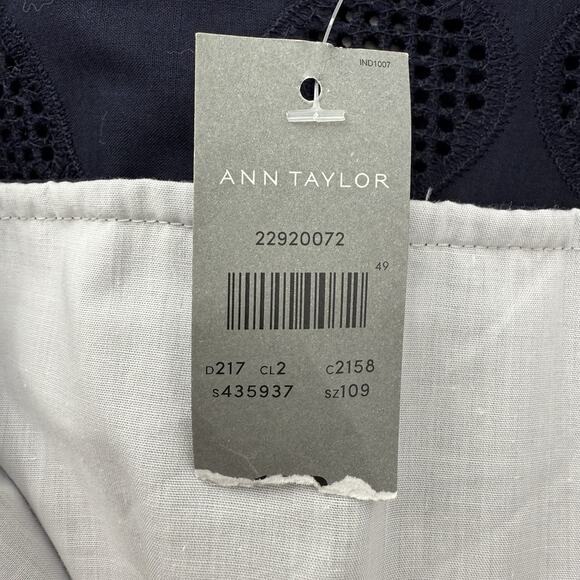 IND1007
ANN TAYLOR
22920072
49
D217 CL2 C2158
S435937 SZ109